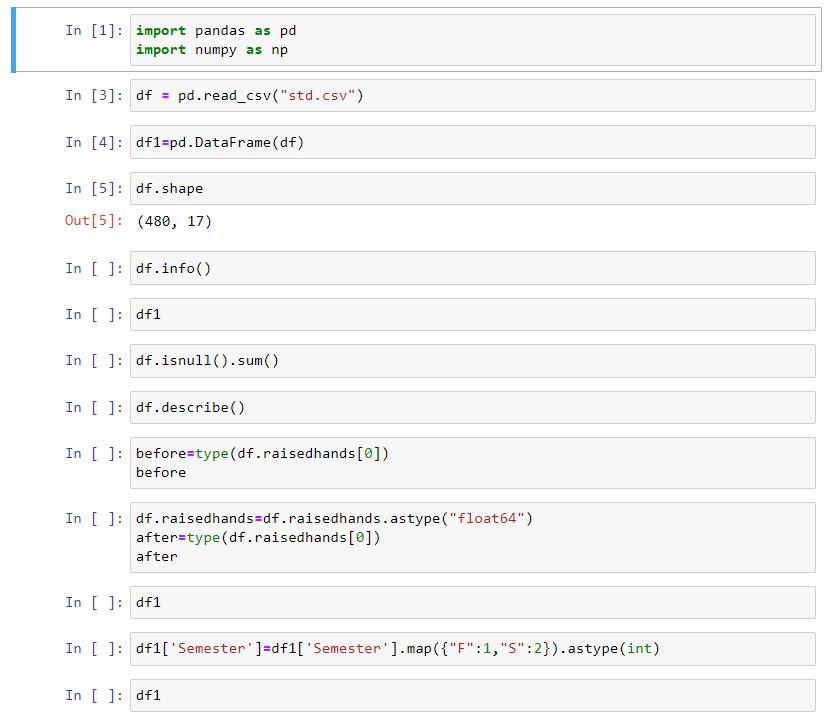 In [1]: import pandas as pd
import numpy as np
In [3]: df = pd.read_csv("std.csv")
In [4]: df1=pd.DataFrame(df)
In [5]: df.shape
Out[5]: (480, 17)
In [ ]: df.info()
In [ ]: df1
In [ ]: df.isnull().sum()
In [ ]: df.describe()
In [ ]: before=type(df.raisedhands[0])
before
In [ ]: df.raisedhands=df.raisedhands.astype("float64")
after=type(df.raisedhands[0])
after
In [ ]: df1
In [ ]: df1['Semester']=df1['Semester'].map({"F":1,"S":2}).astype(int)
In [ ]: df1